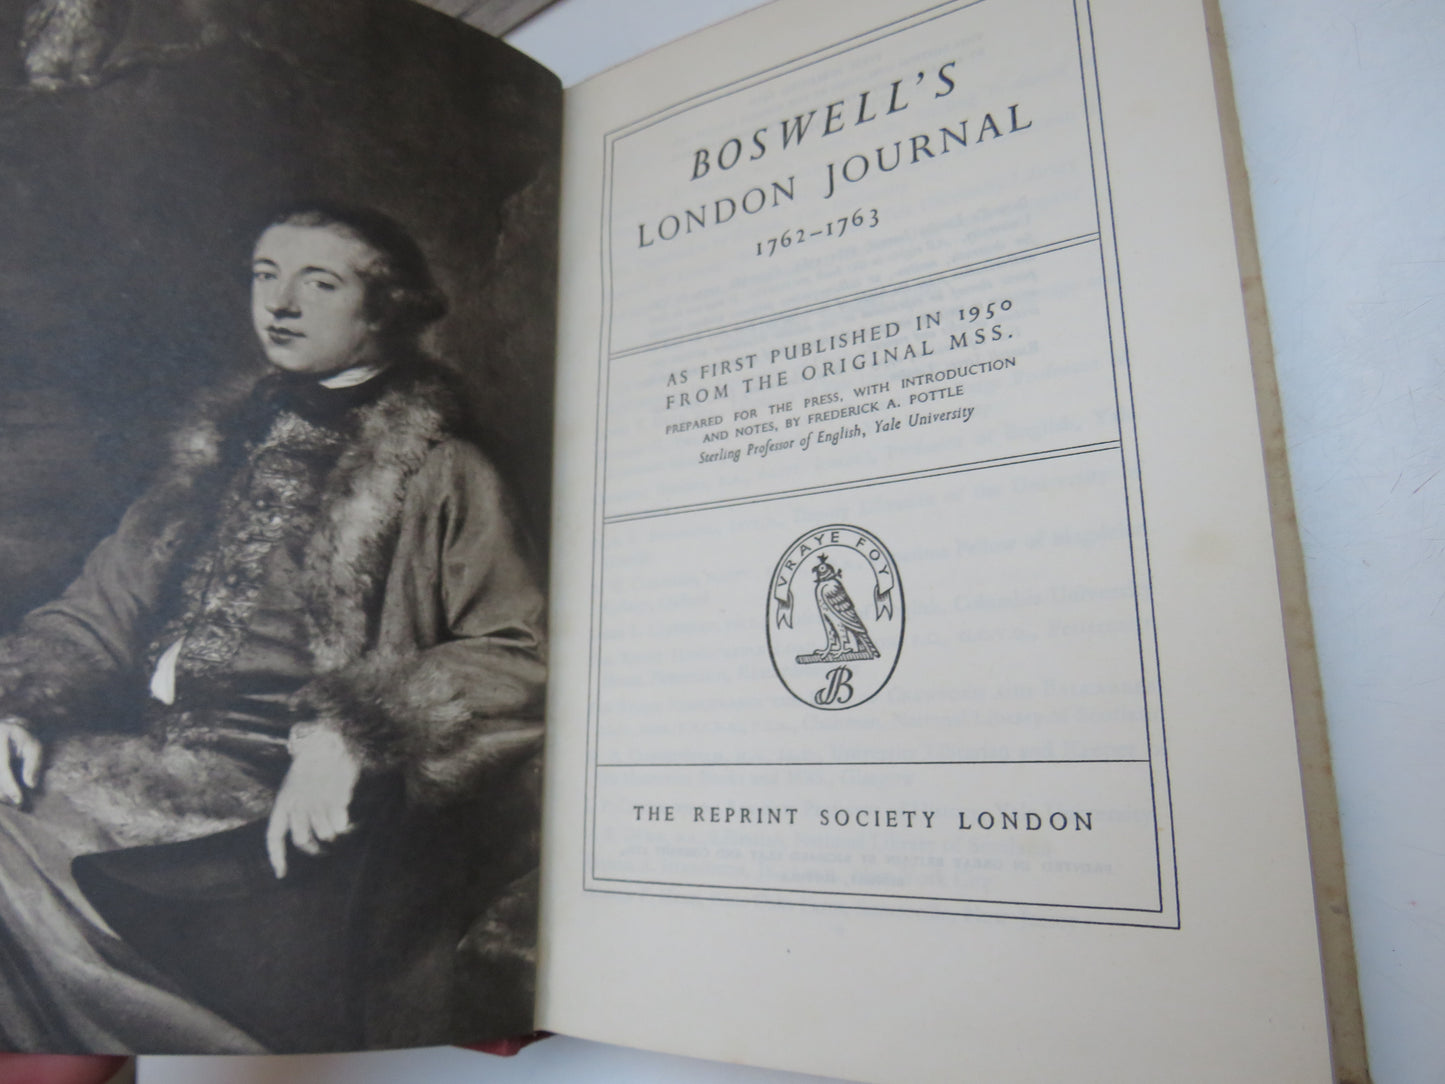 BOSWELL'S
LONDON JOURNAL
1762–1763
AS FIRST PUBLISHED IN 1950
FROM THE ORIGINAL MSS.
PREPARED FOR THE PRESS, WITH INTRODUCTION
AND NOTES, BY FREDERICK A. POTTLE
Sterling Professor of English, Yale University
VRAYE FOY
JB
THE REPRINT SOCIETY LONDON